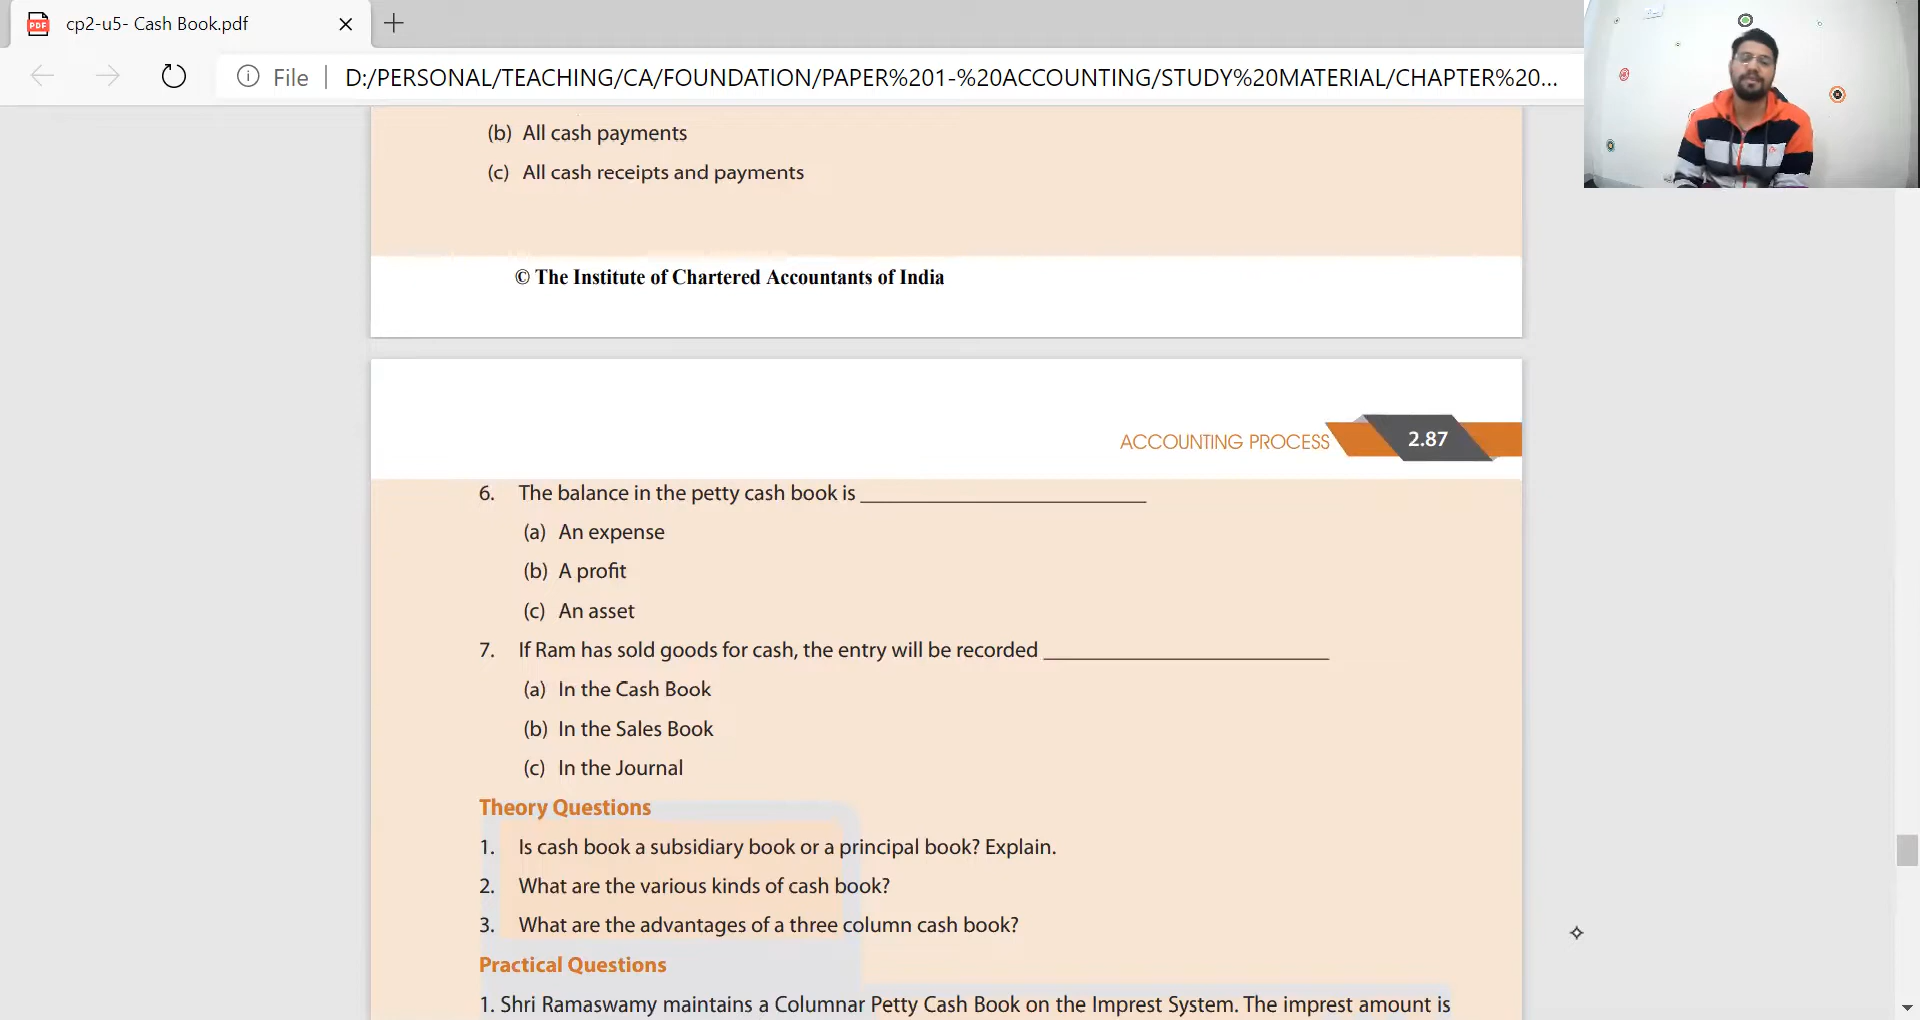 PDF
cp2-u5- Cash Book.pdf
File
D:/PERSONAL/TEACHING/CA/FOUNDATION/PAPER%201-%20ACCOUNTING/STUDY%20MATERIAL/CHAPTER%20...
(b) All cash payments
(c) All cash receipts and payments
© The Institute of Chartered Accountants of India
ACCOUNTING PROCESS 2.87
6. The balance in the petty cash book is __________________________
(a) An expense
(b) A profit
(c) An asset
7. If Ram has sold goods for cash, the entry will be recorded __________________________
(a) In the Cash Book
(b) In the Sales Book
(c) In the Journal
Theory Questions
1. Is cash book a subsidiary book or a principal book? Explain.
2. What are the various kinds of cash book?
3. What are the advantages of a three column cash book?
Practical Questions
1. Shri Ramaswamy maintains a Columnar Petty Cash Book on the Imprest System. The imprest amount is